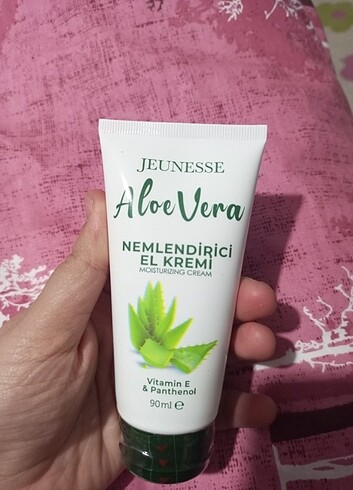 JEUNESSE
Aloe Vera
NEMLENDİRİCİ
EL KREMİ
MOISTURIZING CREAM
Vitamin E
& Panthenol
90ml ℮